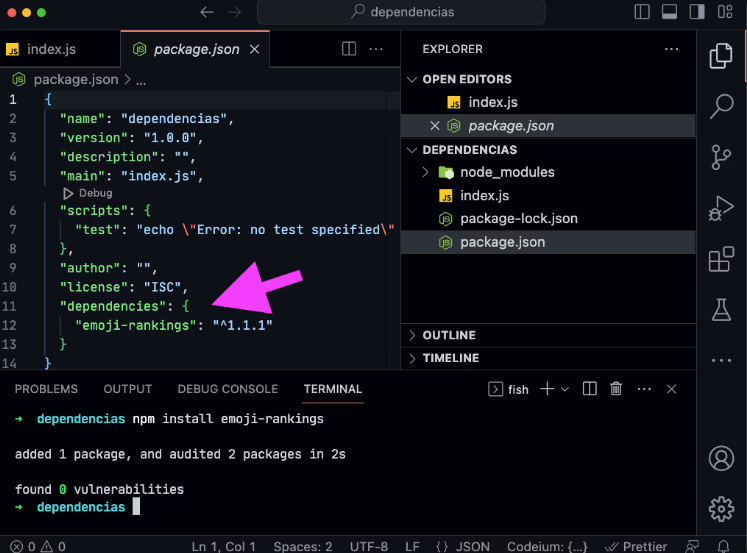 dependencias
JS index.js
package.json
package.json > ...
1 {
2 "name": "dependencias",
3 "version": "1.0.0",
4 "description": "",
5 "main": "index.js",
Debug
6 "scripts": {
7 "test": "echo \"Error: no test specified\"
8 },
9 "author": "",
10 "license": "ISC",
11 "dependencies": {
12 "emoji-rankings": "^1.1.1"
13 }
14 }
EXPLORER
OPEN EDITORS
JS index.js
package.json
DEPENDENCIAS
node_modules
JS index.js
package-lock.json
package.json
OUTLINE
TIMELINE
PROBLEMS OUTPUT DEBUG CONSOLE TERMINAL
fish
→ dependencias npm install emoji-rankings
added 1 package, and audited 2 packages in 2s
found 0 vulnerabilities
→ dependencias
0 0 Ln 1, Col 1 Spaces: 2 UTF-8 LF {} JSON Codeium: {...} Prettier